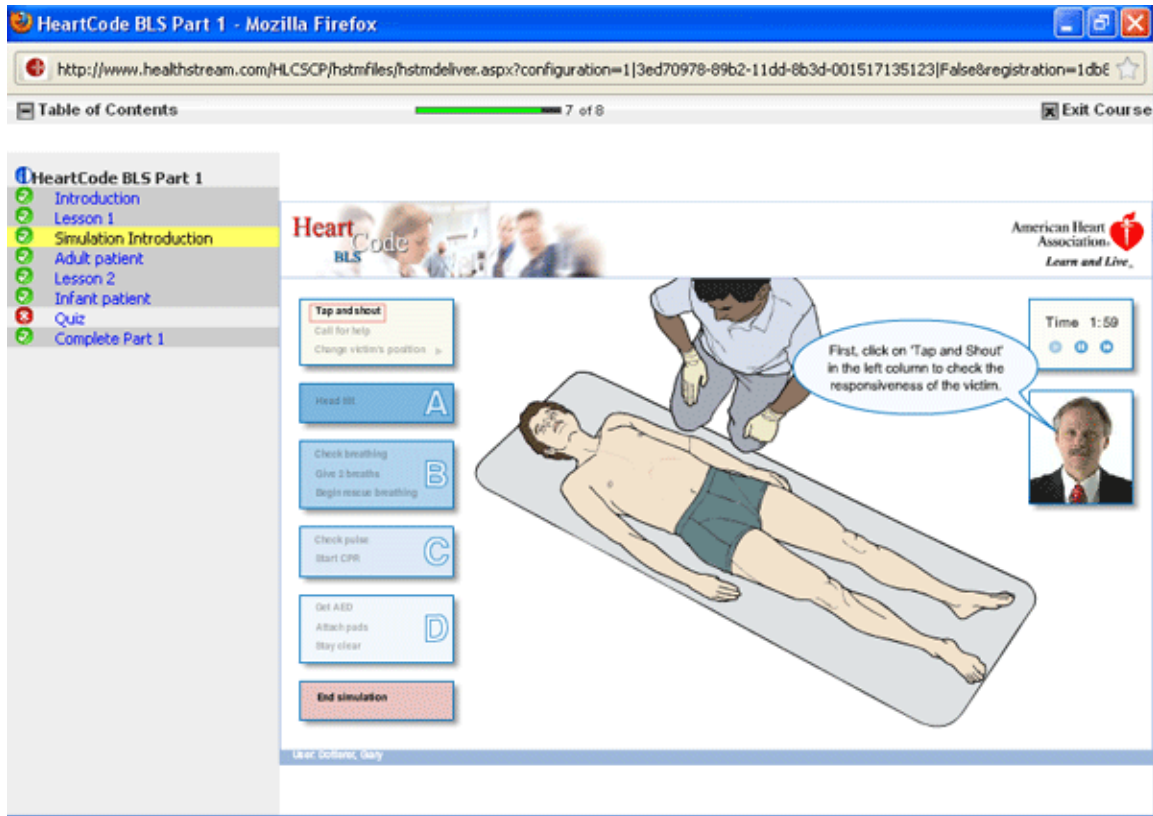 HeartCode BLS Part 1 - Mozilla Firefox
http://www.healthstream.com/HLCSCP/hstmfiles/hstmdeliver.aspx?configuration=1|3ed70978-89b2-11dd-8b3d-001517135123|False&registration=1db6
Table of Contents
7 of 8
Exit Course
HeartCode BLS Part 1
Introduction
Lesson 1
Simulation Introduction
Adult patient
Lesson 2
Infant patient
Quiz
Complete Part 1
Heart
Code
BLS
American Heart
Association®
Learn and Live
Tap and shout
Call for help
Change victim's position
Head tilt
A
Check breathing
Give 2 breaths
Begin rescue breathing
B
Check pulse
Start CPR
C
Get AED
Attach pads
Stay clear
D
End simulation
First, click on 'Tap and Shout'
in the left column to check the
responsiveness of the victim.
Time 1:59
User: Dotterer, Gary